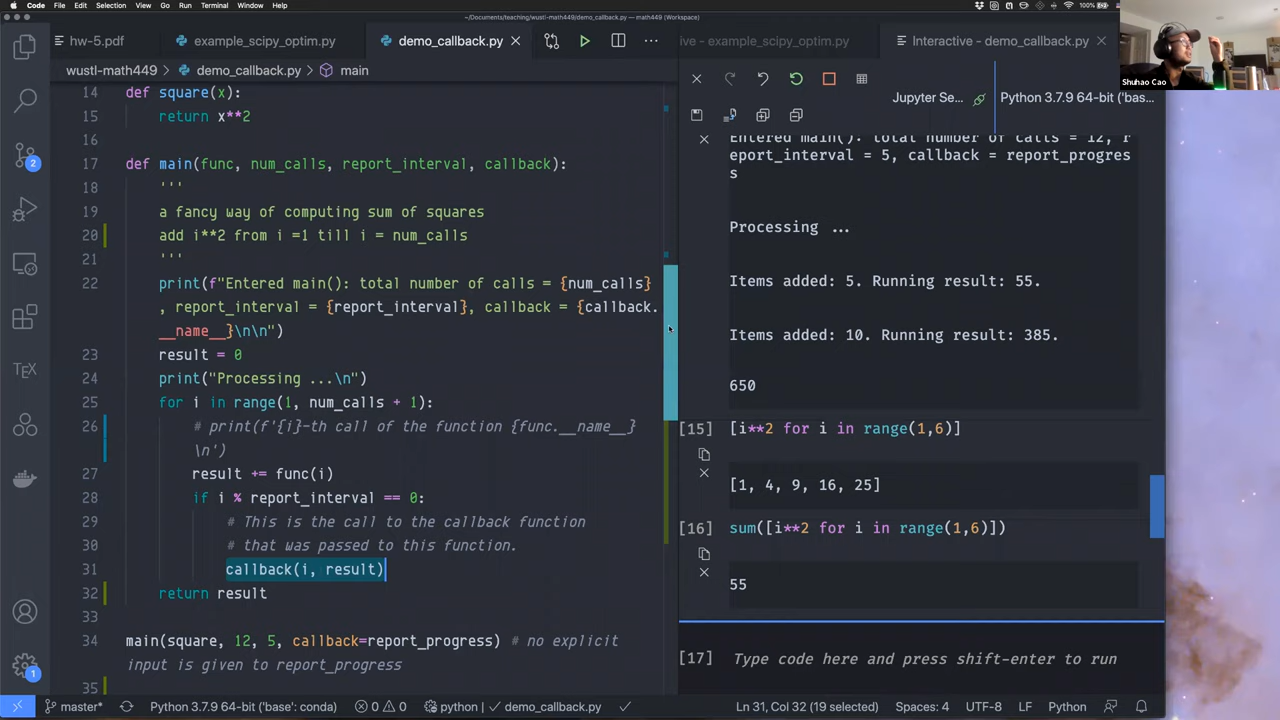 Code File Edit Selection View Go Run Terminal Window Help
100%
~/Documents/teaching/wustl-math449/demo_callback.py — math449 (Workspace)
hw-5.pdf
example_scipy_optim.py
demo_callback.py
ive - example_scipy_optim.py
Interactive - demo_callback.py
Shuhao Cao
wustl-math449 > demo_callback.py > main
Jupyter Se... Python 3.7.9 64-bit ('bas...
14 def square(x):
15 return x**2
16
17 def main(func, num_calls, report_interval, callback):
18 '''
19 a fancy way of computing sum of squares
20 add i**2 from i =1 till i = num_calls
21 '''
22 print(f"Entered main(): total number of calls = {num_calls}
, report_interval = {report_interval}, callback = {callback.
__name__}\n\n")
23 result = 0
24 print("Processing ...\n")
25 for i in range(1, num_calls + 1):
26 # print(f'{i}-th call of the function {func.__name__}
\n')
27 result += func(i)
28 if i % report_interval == 0:
29 # This is the call to the callback function
30 # that was passed to this function.
31 callback(i, result)
32 return result
33
34 main(square, 12, 5, callback=report_progress) # no explicit
input is given to report_progress
35
Entered main(): total number of calls = 12, r
eport_interval = 5, callback = report_progres
s
Processing ...
Items added: 5. Running result: 55.
Items added: 10. Running result: 385.
650
[15] [i**2 for i in range(1,6)]
[1, 4, 9, 16, 25]
[16] sum([i**2 for i in range(1,6)])
55
[17] Type code here and press shift-enter to run
TEX
2
1
master* Python 3.7.9 64-bit ('base': conda) 0 0 python | ✓ demo_callback.py ✓ Ln 31, Col 32 (19 selected) Spaces: 4 UTF-8 LF Python